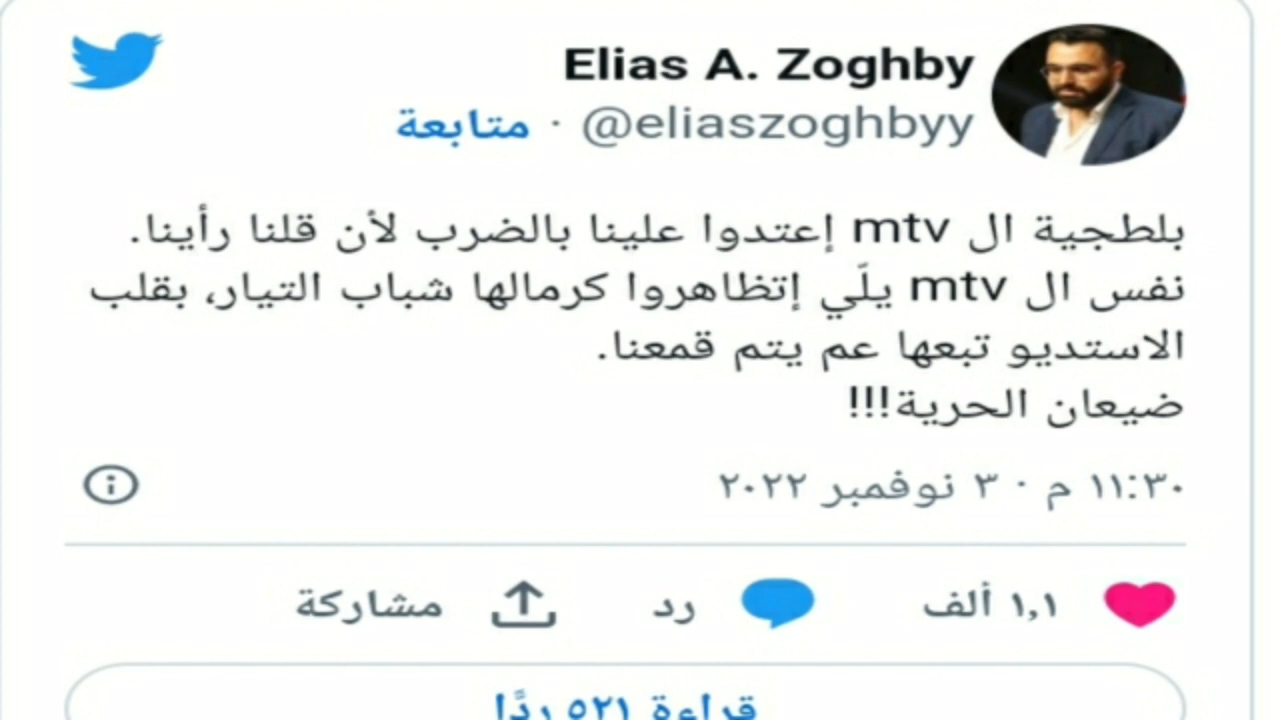 Elias A. Zoghby
@eliaszoghbyy · متابعة
بلطجية ال mtv إعتدوا علينا بالضرب لأن قلنا رأينا.
نفس ال mtv يلّي إتظاهروا كرمالها شباب التيار، بقلب
الاستديو تبعها عم يتم قمعنا.
ضيعان الحرية!!!
١١:٣٠ م · ٣ نوفمبر ٢٠٢٢
١,١ ألف رد مشاركة
قراءة ٥٢١ ردًا